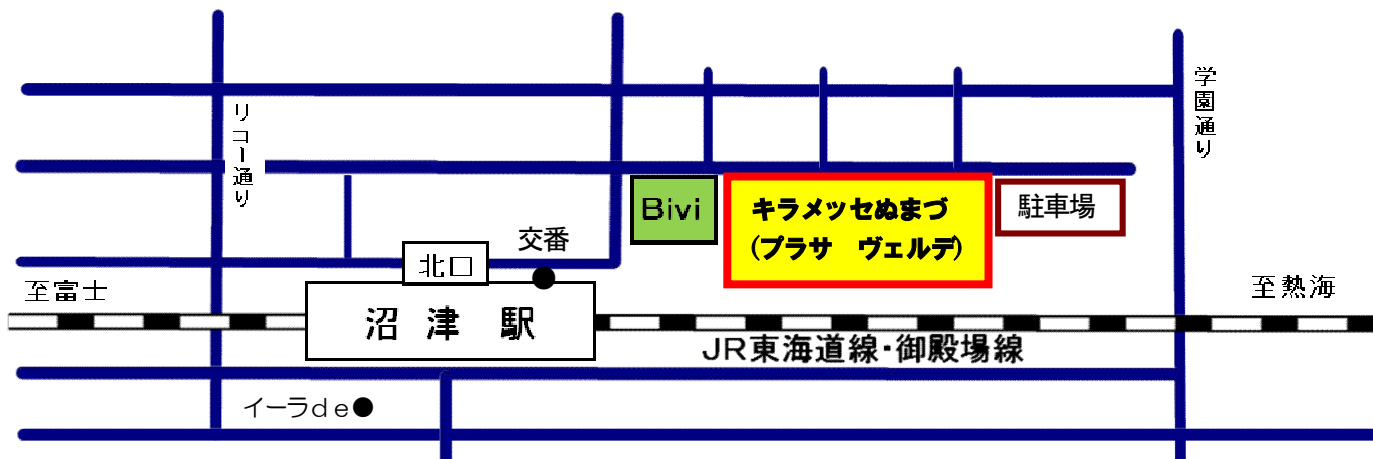 リコー通り
学園通り
Bivi
キラメッセぬまづ
(プラサ　ヴェルデ)
駐車場
交番
北口
至富士
至熱海
沼 津 駅
JR東海道線･御殿場線
イーラｄｅ